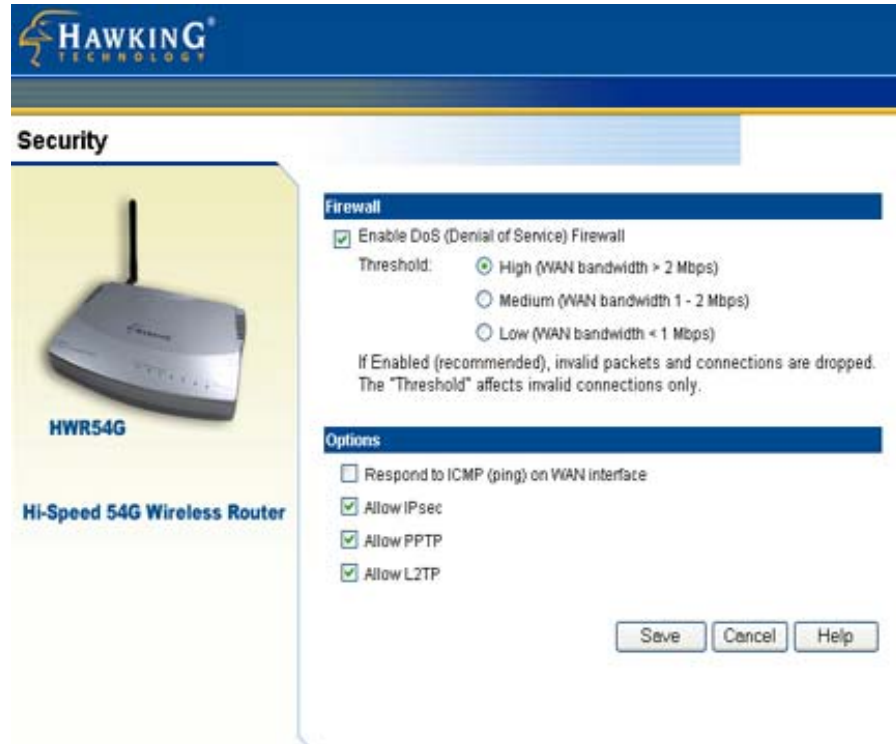 HAWKING
TECHNOLOGY
Security
HWR54G
Hi-Speed 54G Wireless Router
Firewall
Enable DoS (Denial of Service) Firewall
Threshold:
High (WAN bandwidth > 2 Mbps)
Medium (WAN bandwidth 1 - 2 Mbps)
Low (WAN bandwidth < 1 Mbps)
If Enabled (recommended), invalid packets and connections are dropped.
The "Threshold" affects invalid connections only.
Options
Respond to ICMP (ping) on WAN interface
Allow IPsec
Allow PPTP
Allow L2TP
Save Cancel Help